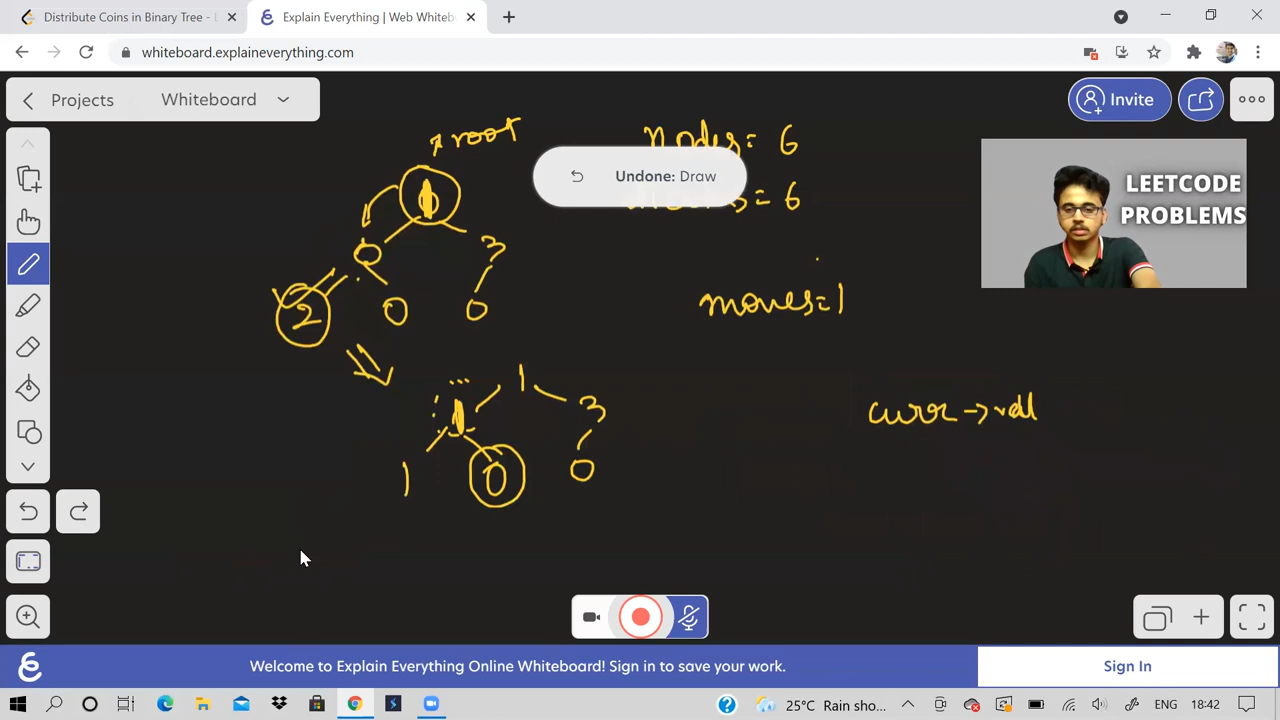 Distribute Coins in Binary Tree - L
Explain Everything | Web Whiteb
whiteboard.explaineverything.com
Projects
Whiteboard
Invite
root
nodes = 6
= 6
Undone: Draw
LEETCODE
PROBLEMS
0
3
2
0
0
moves=1
1
3
1
0
0
curr→val
Welcome to Explain Everything Online Whiteboard! Sign in to save your work.
Sign In
25°C Rain sho...
ENG
18:42